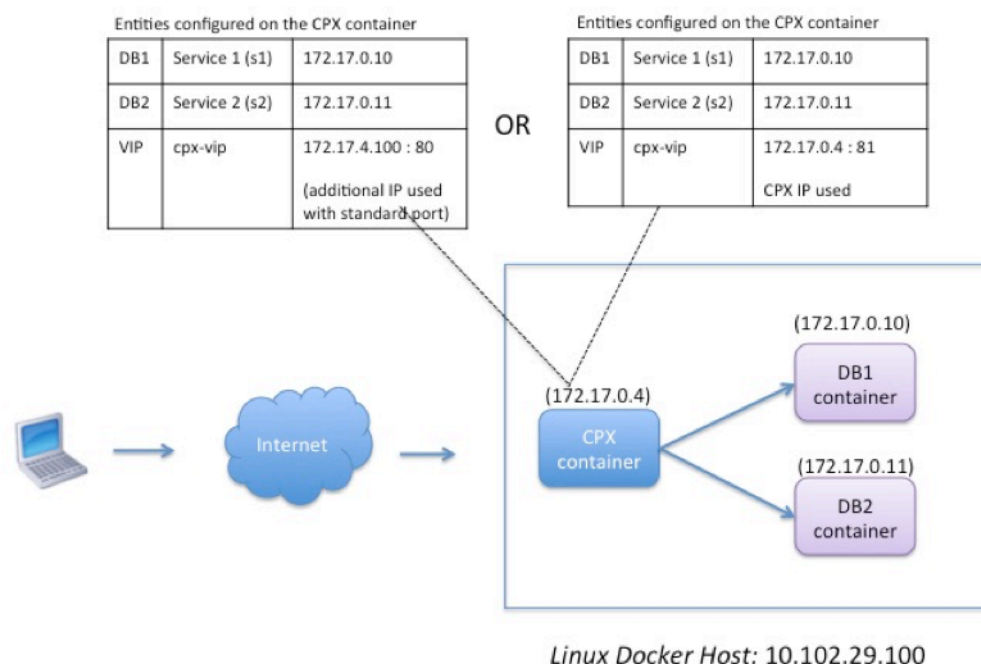 Entities configured on the CPX container
DB1 Service 1 (s1) 172.17.0.10
DB2 Service 2 (s2) 172.17.0.11
VIP cpx-vip 172.17.4.100 : 80
(additional IP used
with standard port)
OR
Entities configured on the CPX container
DB1 Service 1 (s1) 172.17.0.10
DB2 Service 2 (s2) 172.17.0.11
VIP cpx-vip 172.17.0.4 : 81
CPX IP used
Internet
(172.17.0.4)
CPX
container
(172.17.0.10)
DB1
container
(172.17.0.11)
DB2
container
Linux Docker Host: 10.102.29.100